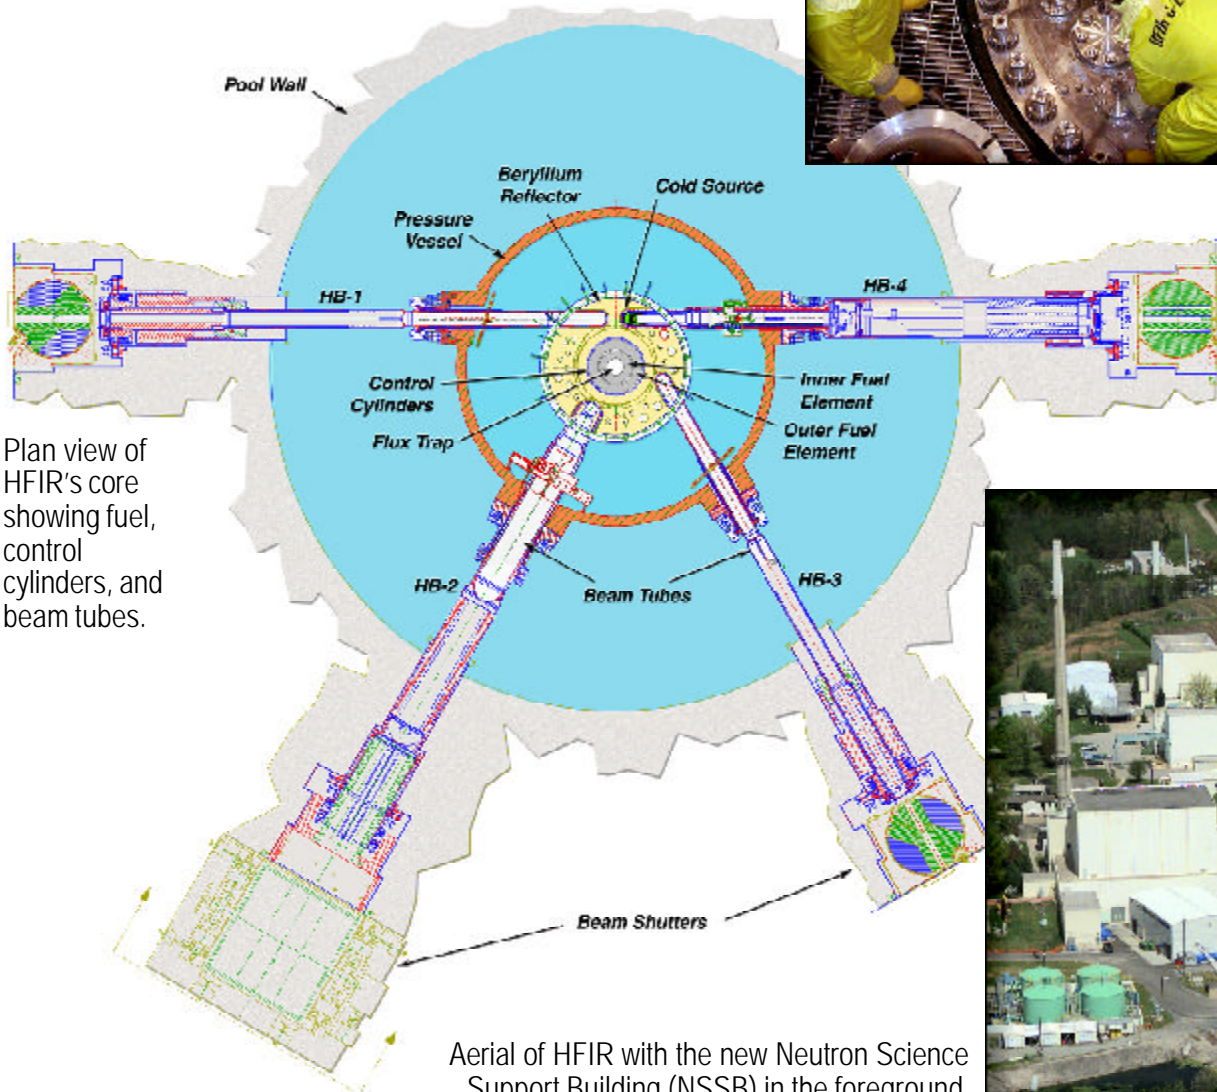 Pool Wall
Beryllium
Reflector
Cold Source
Pressure
Vessel
HB-1
HB-4
Control
Cylinders
Inner Fuel
Element
Flux Trap
Outer Fuel
Element
Plan view of
HFIR's core
showing fuel,
control
cylinders, and
beam tubes.
HB-2
Beam Tubes
HB-3
Beam Shutters
Aerial of HFIR with the new Neutron Science
Support Building (NSSB) in the foreground.